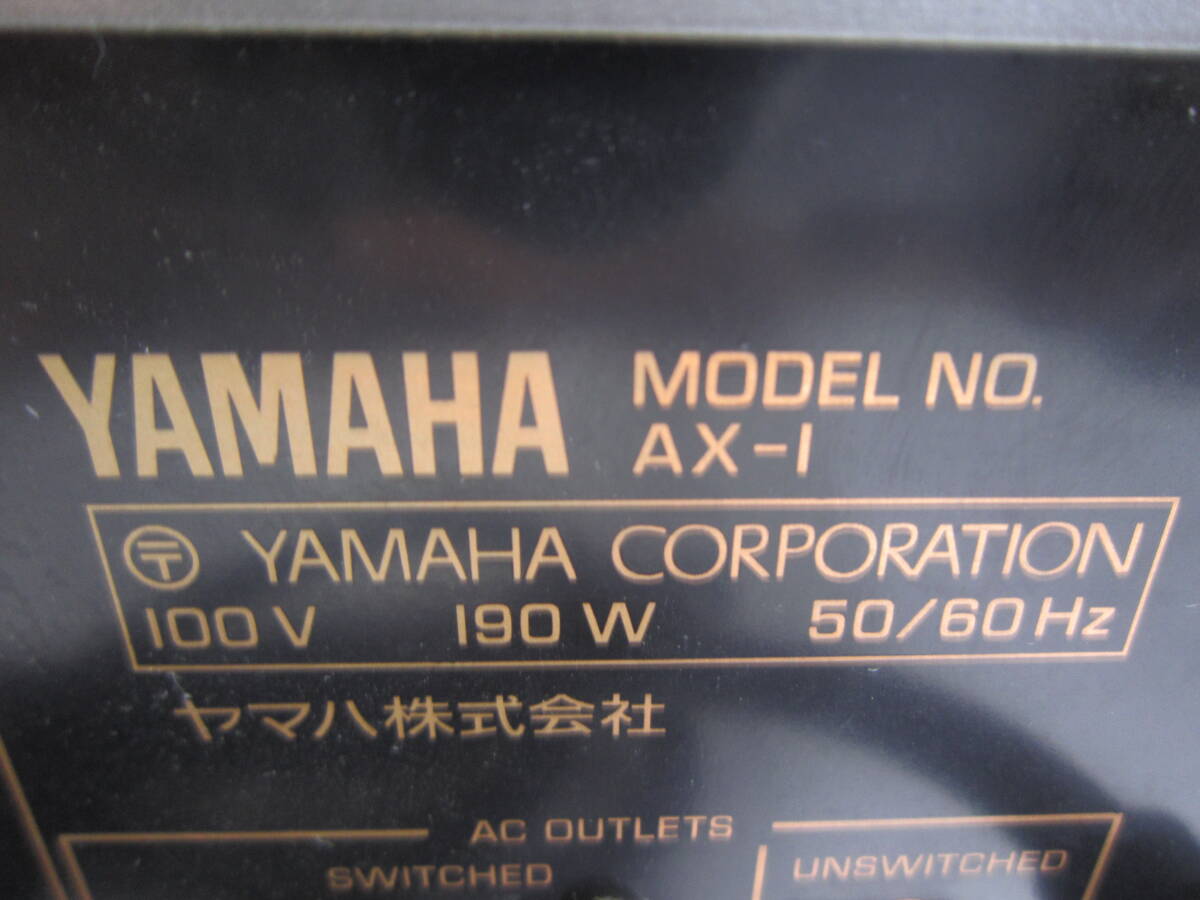 YAMAHA MODEL NO.
AX-1
〒 YAMAHA CORPORATION
100 V 190 W 50/60 Hz
ヤマハ株式会社
AC OUTLETS
SWITCHED UNSWITCHED